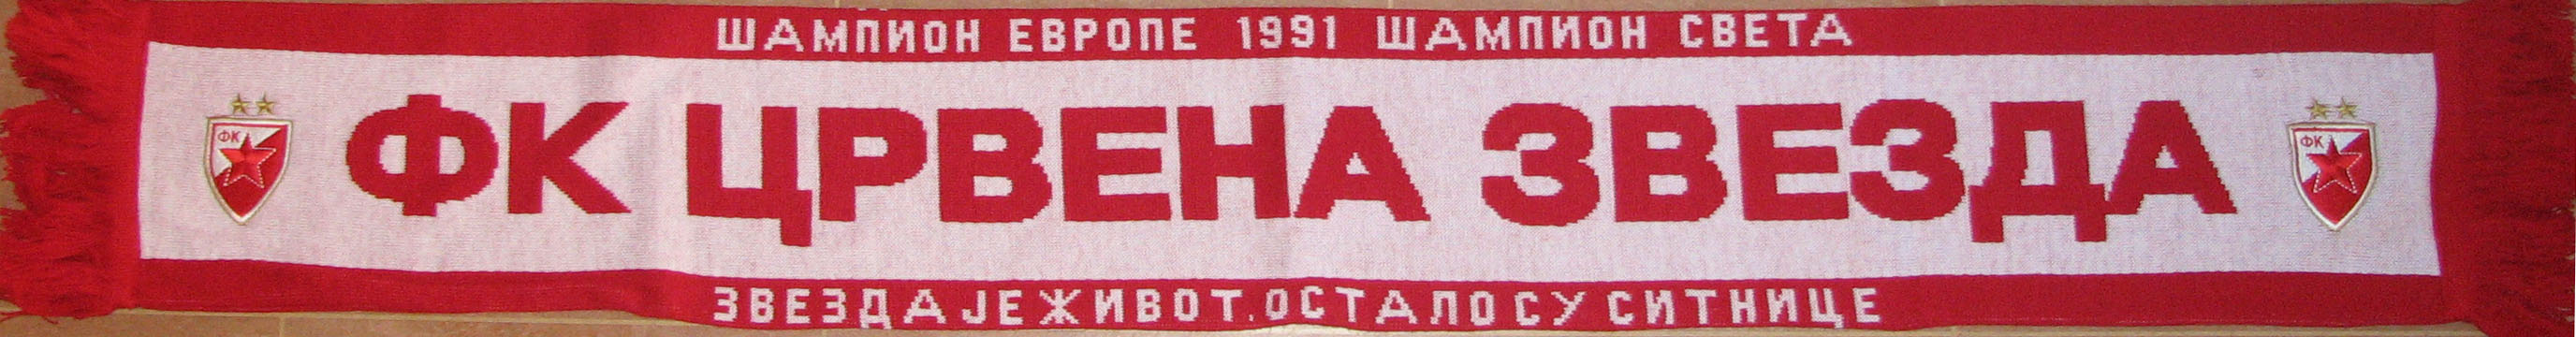 ШАМПИОН ЕВРОПЕ 1991 ШАМПИОН СВЕТА
ФК
ФК ЦРВЕНА ЗВЕЗДА
ФК
ЗВЕЗДА ЈЕ ЖИВОТ. ОСТАЛО СУ СИТНИЦЕ